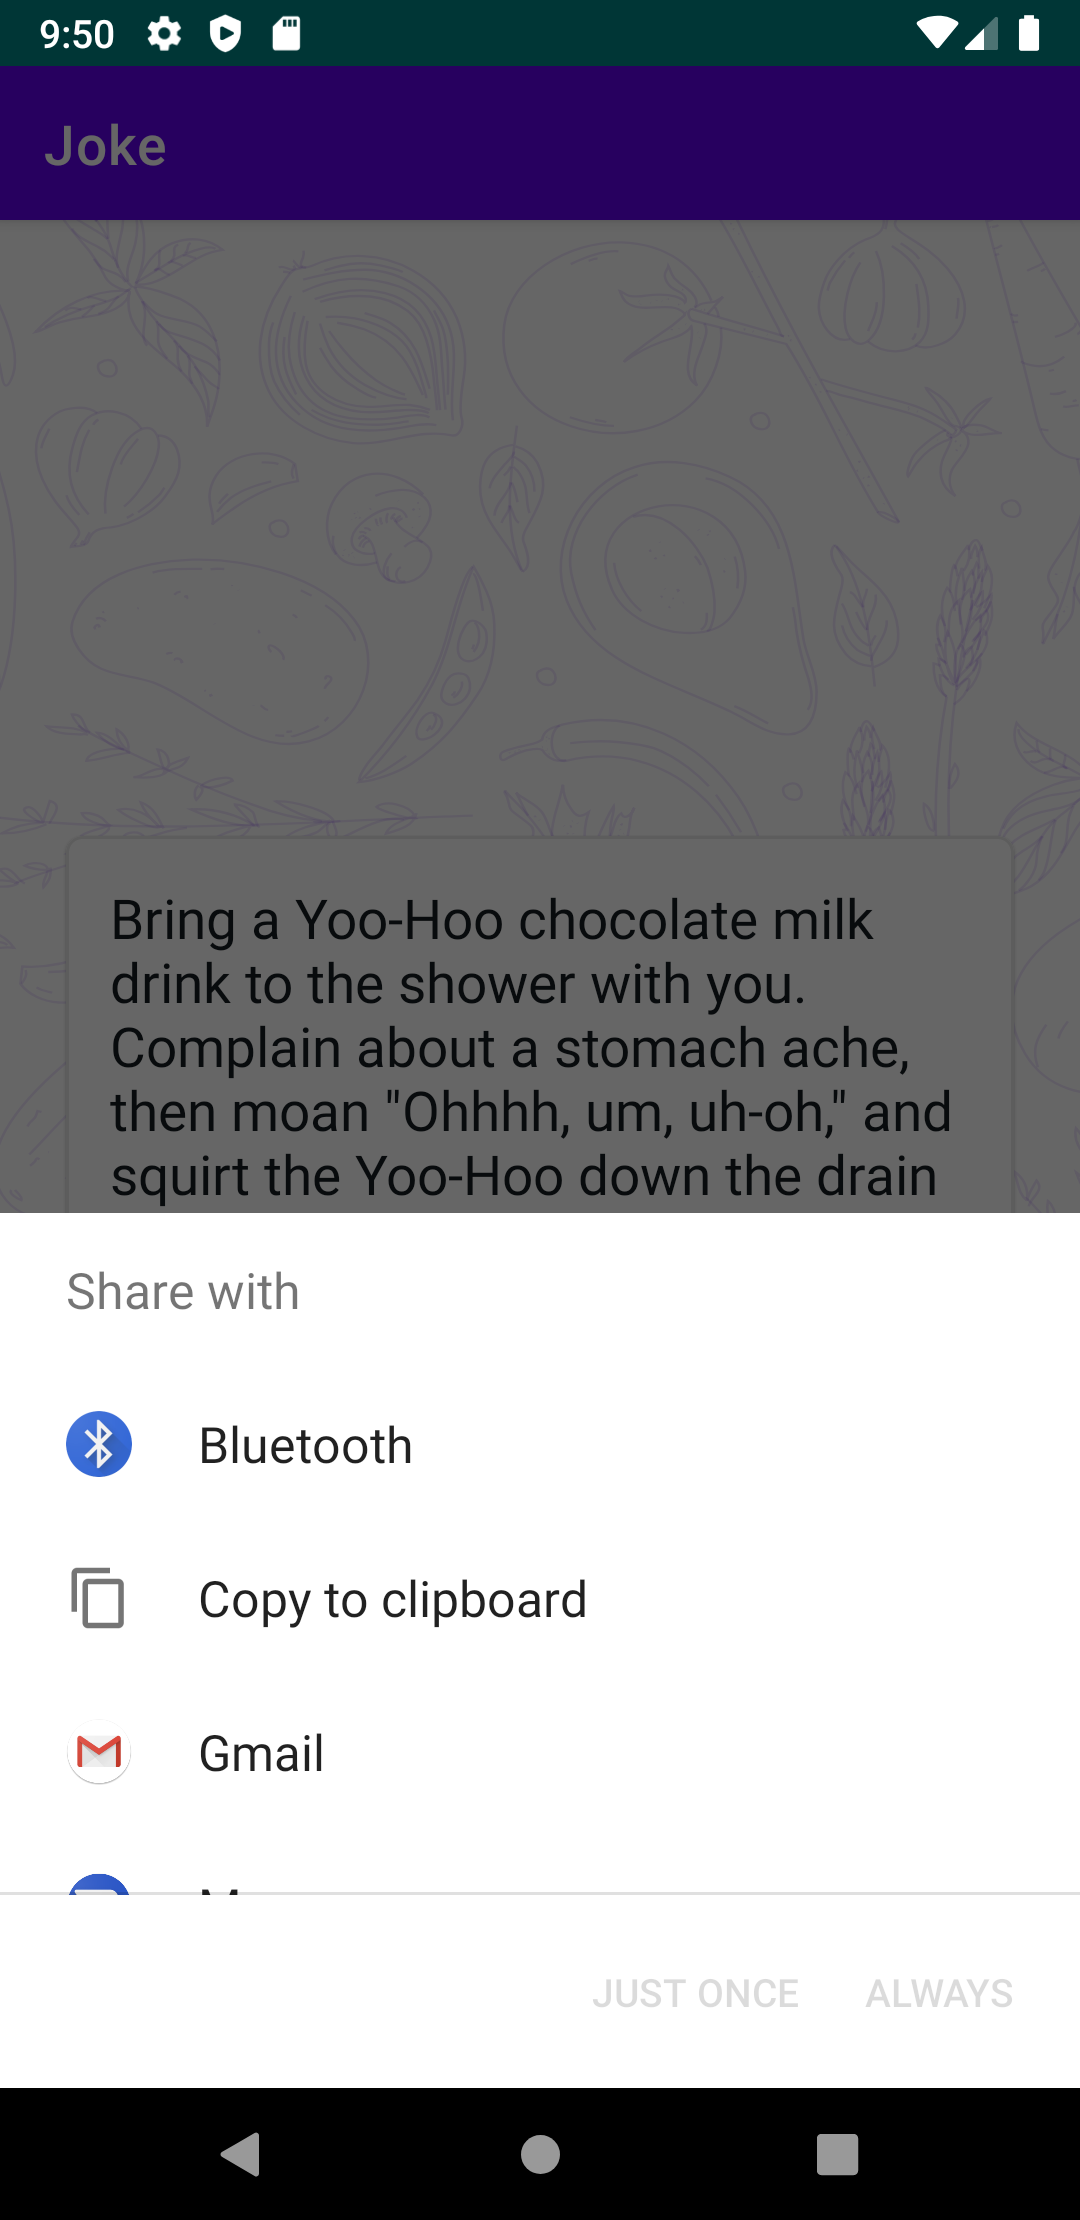 9:50
Joke
Bring a Yoo-Hoo chocolate milk
drink to the shower with you.
Complain about a stomach ache,
then moan "Ohhhh, um, uh-oh," and
squirt the Yoo-Hoo down the drain
Share with
Bluetooth
Copy to clipboard
Gmail
JUST ONCE
ALWAYS